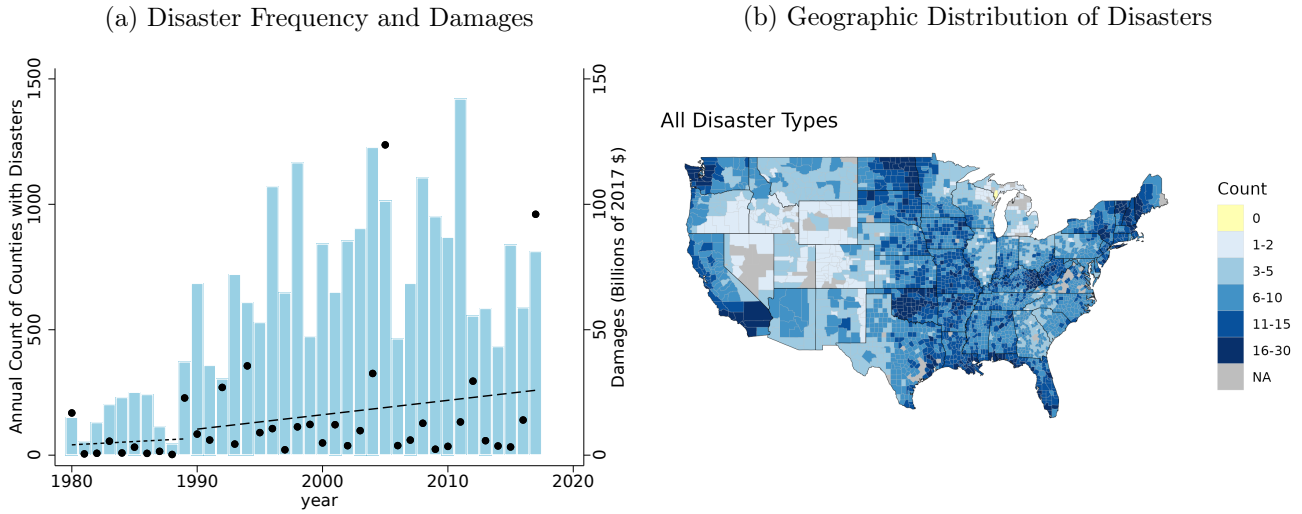 (a) Disaster Frequency and Damages
1500
1000
500
0
Annual Count of Counties with Disasters
150
100
50
0
Damages (Billions of 2017 $)
1980
1990
2000
2010
2020
year
(b) Geographic Distribution of Disasters
All Disaster Types
Count
0
1-2
3-5
6-10
11-15
16-30
NA